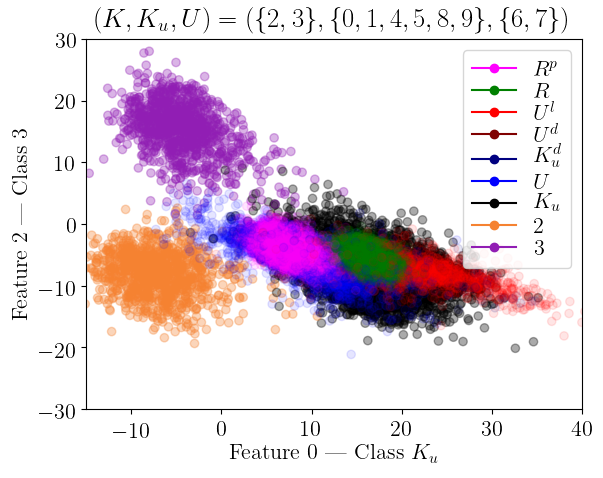 (K, K_u, U) = ({2, 3}, {0, 1, 4, 5, 8, 9}, {6, 7})
30
20
10
0
−10
−20
−30
Feature 2 — Class 3
R^p
R
U^l
U^d
K_u^d
U
K_u
2
3
−10 0 10 20 30 40
Feature 0 — Class K_u